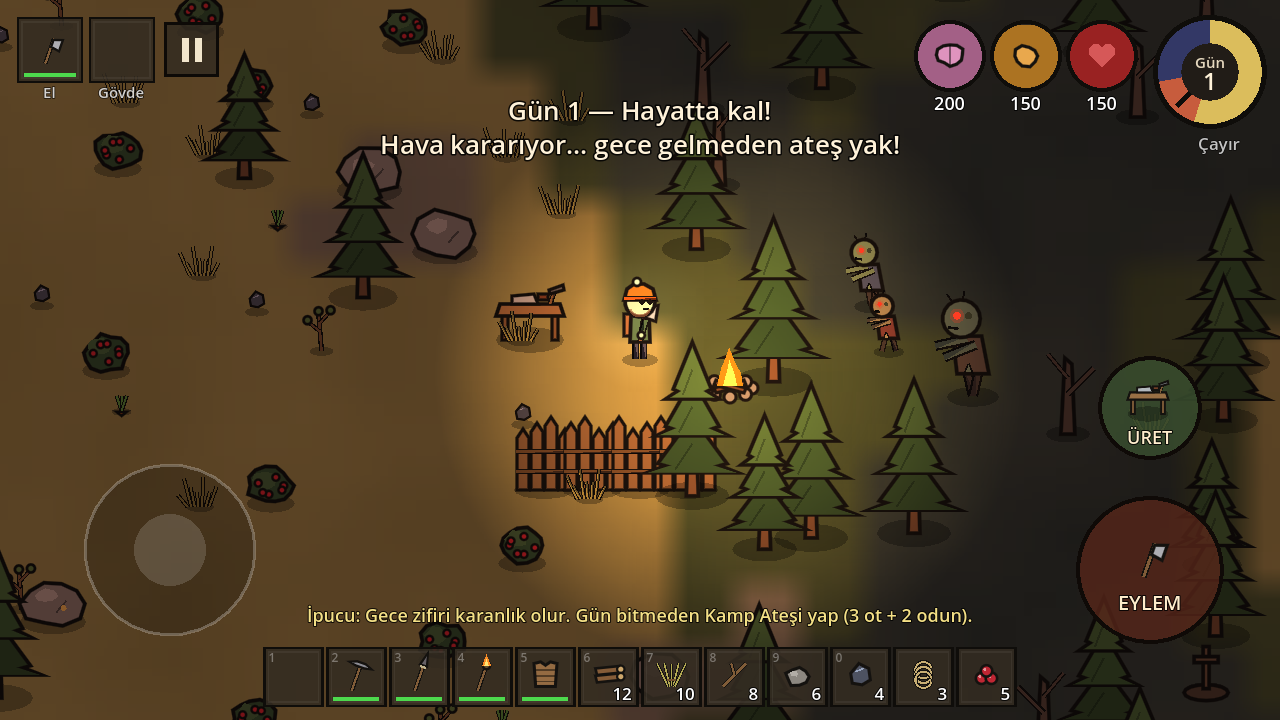 El
Gövde
200
150
150
Gün
1
Çayır
Gün 1 — Hayatta kal!
Hava kararıyor... gece gelmeden ateş yak!
ÜRET
EYLEM
İpucu: Gece zifiri karanlık olur. Gün bitmeden Kamp Ateşi yap (3 ot + 2 odun).
1
2
3
4
5
6
12
7
10
8
8
9
6
0
4
3
5